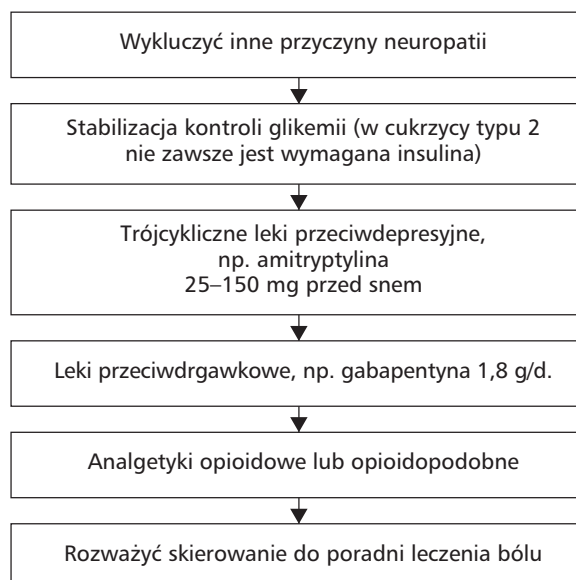 Wykluczyć inne przyczyny neuropatii
Stabilizacja kontroli glikemii (w cukrzycy typu 2
nie zawsze jest wymagana insulina)
Trójcykliczne leki przeciwdepresyjne,
np. amitryptylina
25–150 mg przed snem
Leki przeciwdrgawkowe, np. gabapentyna 1,8 g/d.
Analgetyki opioidowe lub opioidopodobne
Rozważyć skierowanie do poradni leczenia bólu